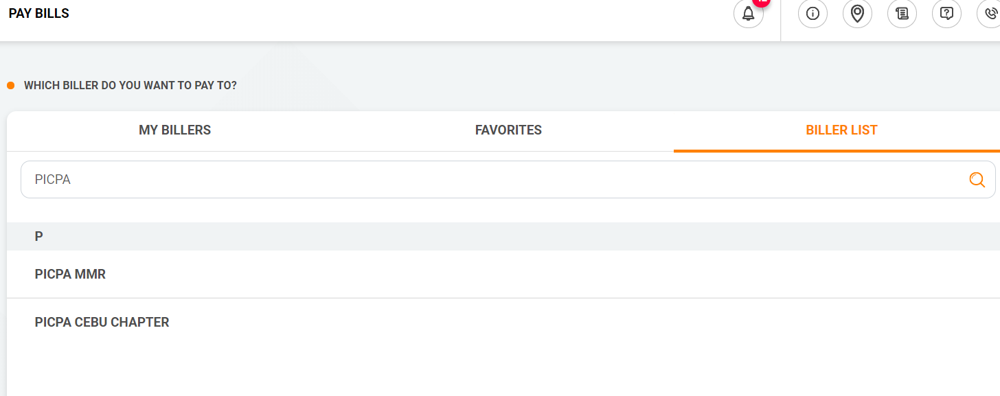 PAY BILLS
WHICH BILLER DO YOU WANT TO PAY TO?
MY BILLERS FAVORITES BILLER LIST
PICPA
P
PICPA MMR
PICPA CEBU CHAPTER